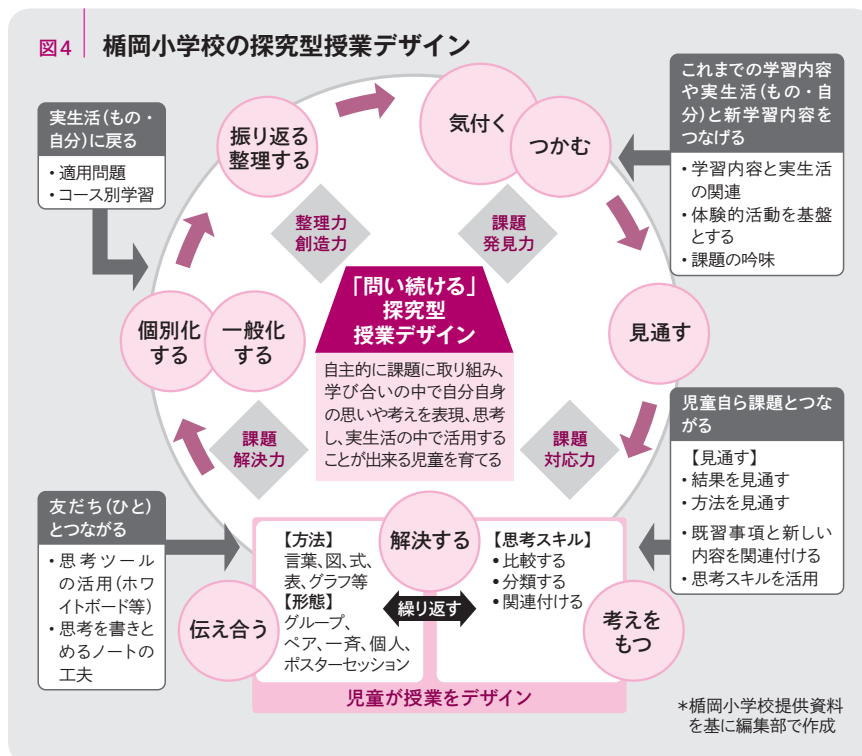 図4 楯岡小学校の探究型授業デザイン
これまでの学習内容
や実生活（もの・自
分）と新学習内容を
つなげる
・学習内容と実生活
の関連
・体験的活動を基盤
とする
・課題の吟味
実生活（もの・
自分）に戻る
・適用問題
・コース別学習
振り返る
整理する
気付く
つかむ
整理力
創造力
課題
発見力
「問い続ける」
探究型
授業デザイン
自主的に課題に取り組み、
学び合いの中で自分自身
の思いや考えを表現、思考
し、実生活の中で活用する
ことが出来る児童を育てる
個別化
する
一般化
する
見通す
課題
解決力
課題
対応力
児童自ら課題とつな
がる
【見通す】
・結果を見通す
・方法を見通す
・既習事項と新しい
内容を関連付ける
・思考スキルを活用
友だち（ひと）
とつながる
・思考ツール
の活用（ホワ
イトボード等）
・思考を書きと
めるノートの
工夫
伝え合う
【方法】
言葉、図、式、
表、グラフ等
【形態】
グループ、
ペア、一斉、個人、
ポスターセッション
解決する
繰り返す
【思考スキル】
・比較する
・分類する
・関連付ける
考えを
もつ
児童が授業をデザイン
＊楯岡小学校提供資料
を基に編集部で作成